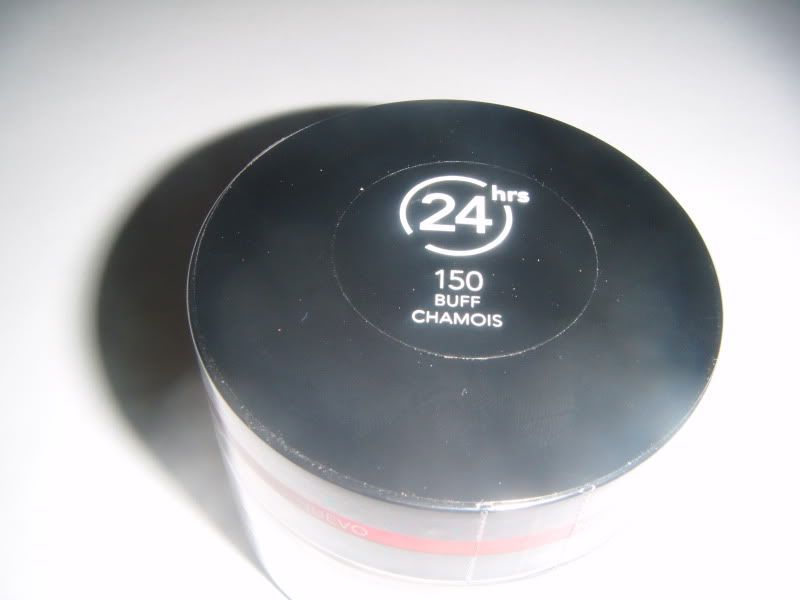 24 hrs
150
BUFF
CHAMOIS